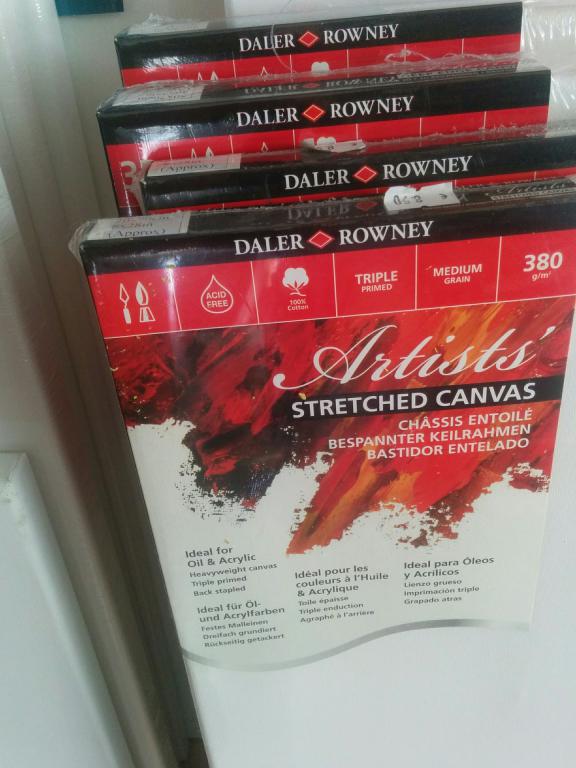 DALER ROWNEY
DALER ROWNEY
(Approx)
DALER ROWNEY
(Approx)
DALER ROWNEY
ACID FREE
100% Cotton
TRIPLE PRIMED
MEDIUM GRAIN
380 g/m²
Artists'
STRETCHED CANVAS
CHÂSSIS ENTOILÉ
BESPANNTER KEILRAHMEN
BASTIDOR ENTELADO
Ideal for
Oil & Acrylic
Heavyweight canvas
Triple primed
Back stapled
Ideal für Öl-
und Acrylfarben
Festes Malleinen
Dreifach grundiert
Rückseitig getackert
Idéal pour les
couleurs à l'Huile
& Acrylique
Toile épaisse
Triple enduction
Agraphé à l'arrière
Ideal para Óleos
y Acrílicos
Lienzo grueso
Imprimación triple
Grapado atras